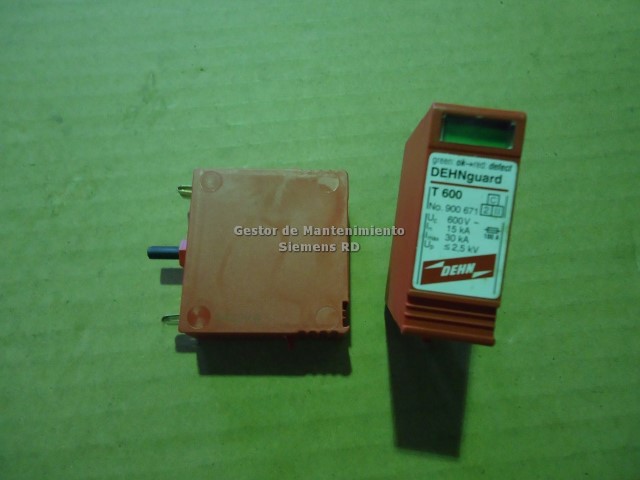 green: ok→red: defect
DEHNguard
T 600
C
No. 900 671
Uc 600V ~
In 15 kA
Imax 30 kA
Up ≤ 2,5 kV
DEHN
Gestor de Mantenimiento
Siemens RD